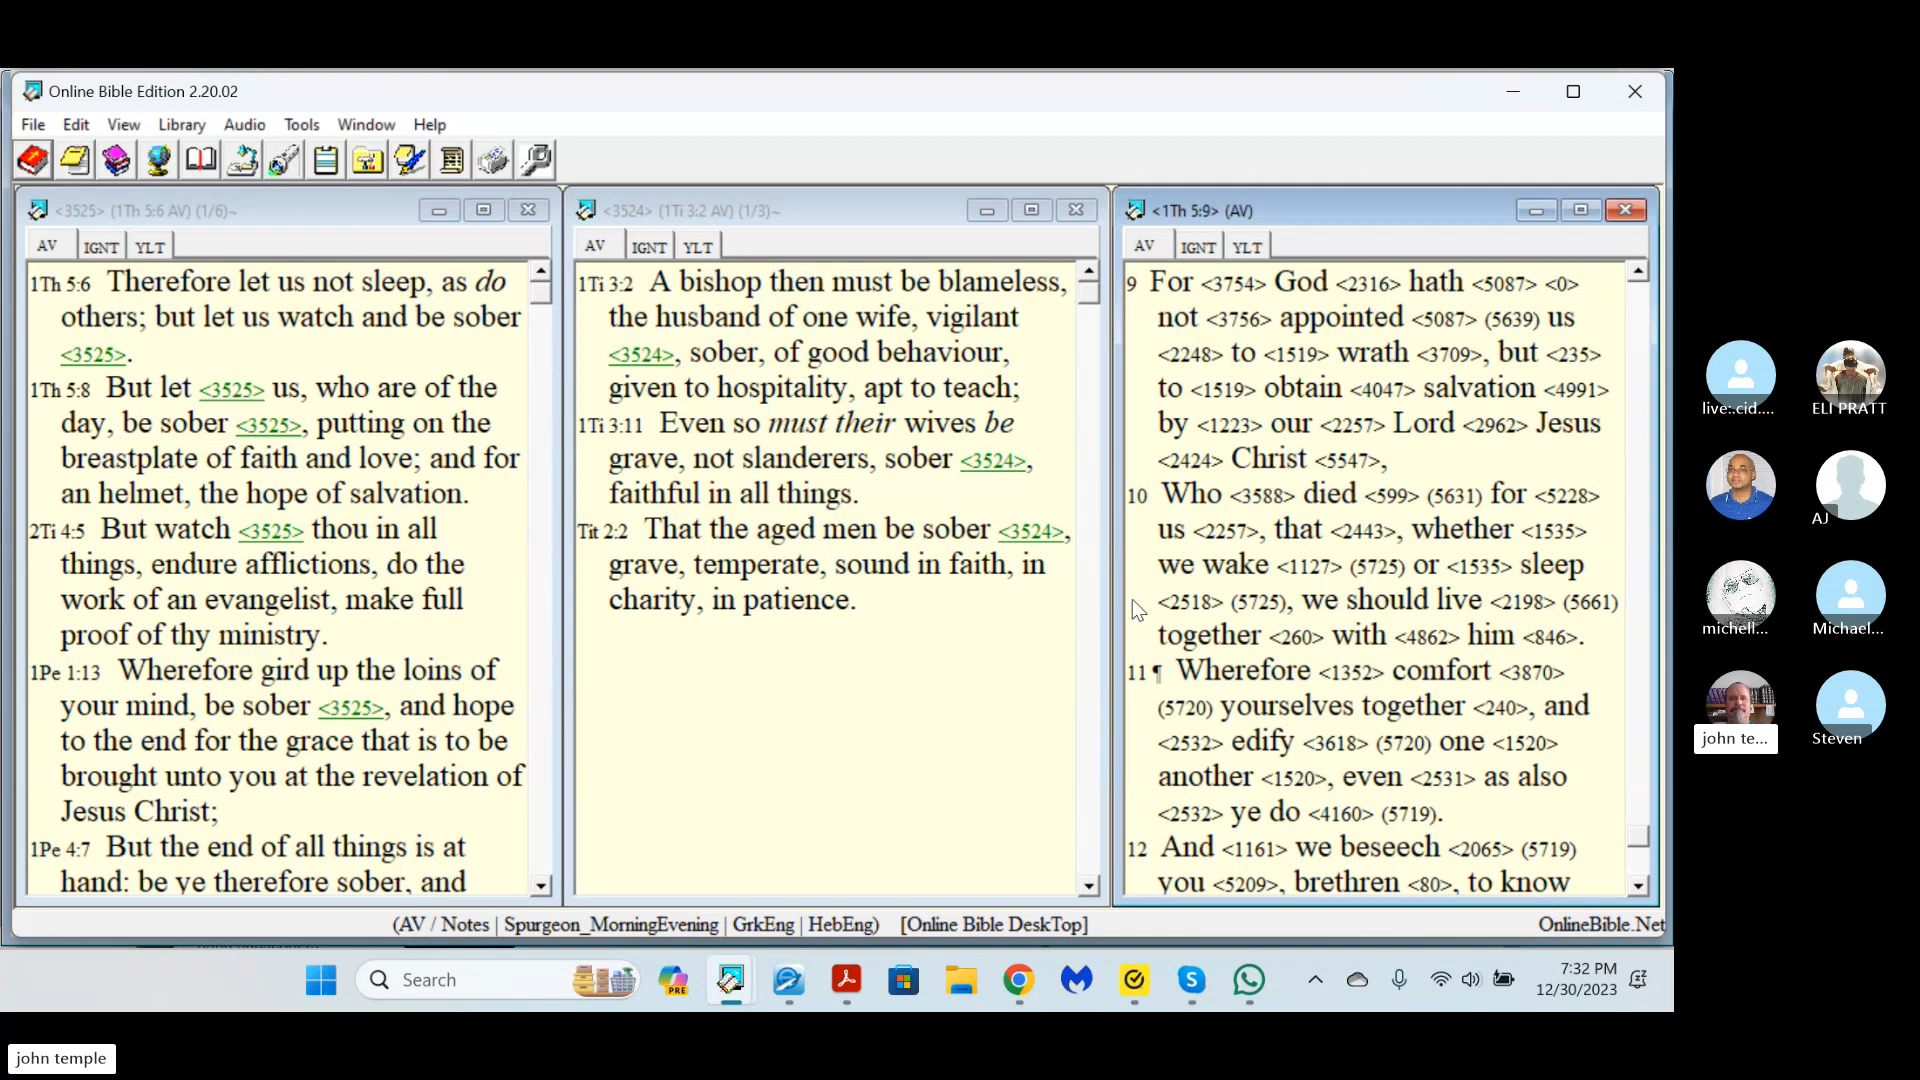 Online Bible Edition 2.20.02
File Edit View Library Audio Tools Window Help
<3525> (1Th 5:6 AV) (1/6)~
AV IGNT YLT
1Th 5:6 Therefore let us not sleep, as do
others; but let us watch and be sober
<3525>.
1Th 5:8 But let <3525> us, who are of the
day, be sober <3525>, putting on the
breastplate of faith and love; and for
an helmet, the hope of salvation.
2Ti 4:5 But watch <3525> thou in all
things, endure afflictions, do the
work of an evangelist, make full
proof of thy ministry.
1Pe 1:13 Wherefore gird up the loins of
your mind, be sober <3525>, and hope
to the end for the grace that is to be
brought unto you at the revelation of
Jesus Christ;
1Pe 4:7 But the end of all things is at
hand: be ye therefore sober, and
<3524> (1Ti 3:2 AV) (1/3)~
AV IGNT YLT
1Ti 3:2 A bishop then must be blameless,
the husband of one wife, vigilant
<3524>, sober, of good behaviour,
given to hospitality, apt to teach;
1Ti 3:11 Even so must their wives be
grave, not slanderers, sober <3524>,
faithful in all things.
Tit 2:2 That the aged men be sober <3524>,
grave, temperate, sound in faith, in
charity, in patience.
<1Th 5:9> (AV)
AV IGNT YLT
9 For <3754> God <2316> hath <5087> <0>
not <3756> appointed <5087> (5639) us
<2248> to <1519> wrath <3709>, but <235>
to <1519> obtain <4047> salvation <4991>
by <1223> our <2257> Lord <2962> Jesus
<2424> Christ <5547>,
10 Who <3588> died <599> (5631) for <5228>
us <2257>, that <2443>, whether <1535>
we wake <1127> (5725) or <1535> sleep
<2518> (5725), we should live <2198> (5661)
together <260> with <4862> him <846>.
11 ¶ Wherefore <1352> comfort <3870>
(5720) yourselves together <240>, and
<2532> edify <3618> (5720) one <1520>
another <1520>, even <2531> as also
<2532> ye do <4160> (5719).
12 And <1161> we beseech <2065> (5719)
you <5209>, brethren <80>, to know
(AV / Notes | Spurgeon_MorningEvening | GrkEng | HebEng) [Online Bible DeskTop]
OnlineBible.Net
Search
PRE
7:32 PM
12/30/2023
live:.cid....
ELI PRATT
AJ
michell...
Michael...
john te...
Steven
john temple